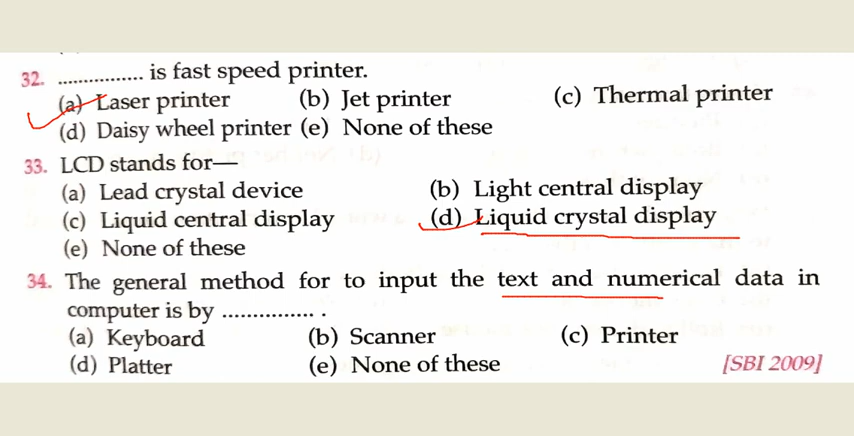 32. ................ is fast speed printer.
(a) Laser printer (b) Jet printer (c) Thermal printer
(d) Daisy wheel printer (e) None of these
33. LCD stands for—
(a) Lead crystal device (b) Light central display
(c) Liquid central display (d) Liquid crystal display
(e) None of these
34. The general method for to input the text and numerical data in
computer is by ................ .
(a) Keyboard (b) Scanner (c) Printer
(d) Platter (e) None of these [SBI 2009]